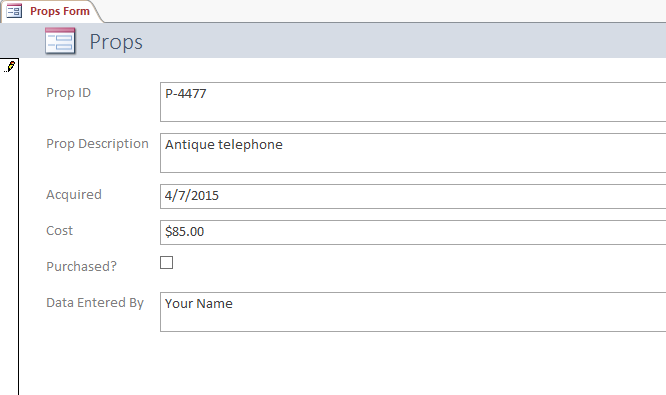 Props Form
Props
Prop ID P-4477
Prop Description Antique telephone
Acquired 4/7/2015
Cost $85.00
Purchased?
Data Entered By Your Name